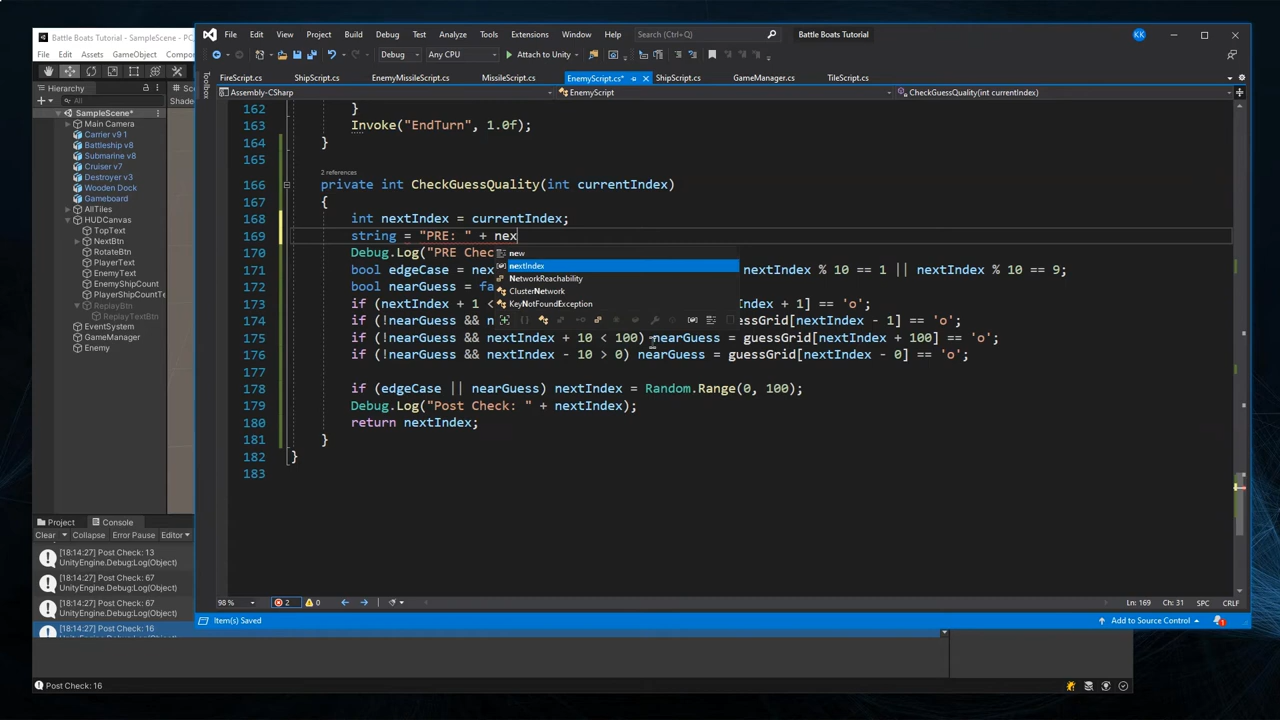 Battle Boats Tutorial - SampleScene -
File Edit View Project Build Debug Test Analyze Tools Extensions Window Help Search (Ctrl+Q) Battle Boats Tutorial KK
File Edit Assets GameObject Compon
Debug Any CPU Attach to Unity
FireScript.cs ShipScript.cs EnemyMissileScript.cs MissileScript.cs EnemyScript.cs* ShipScript.cs GameManager.cs TileScript.cs
Toolbox
Assembly-CSharp EnemyScript CheckGuessQuality(int currentIndex)
Hierarchy
All
Shade
SampleScene*
Main Camera
Carrier v9 1
Battleship v8
Submarine v8
Cruiser v7
Destroyer v3
Wooden Dock
Gameboard
AllTiles
HUDCanvas
TopText
NextBtn
RotateBtn
PlayerText
EnemyText
EnemyShipCount
PlayerShipCountTe
ReplayBtn
ReplayTextBtn
EventSystem
GameManager
Enemy
162 }
163 Invoke("EndTurn", 1.0f);
164 }
165
2 references
166 private int CheckGuessQuality(int currentIndex)
167 {
168 int nextIndex = currentIndex;
169 string = "PRE: " + nex
170 Debug.Log("PRE Chec
171 bool edgeCase = nex nextIndex % 10 == 1 || nextIndex % 10 == 9;
172 bool nearGuess = fa
173 if (nextIndex + 1 < Index + 1] == 'o';
174 if (!nearGuess && n guessGrid[nextIndex - 1] == 'o';
175 if (!nearGuess && nextIndex + 10 < 100) nearGuess = guessGrid[nextIndex + 100] == 'o';
176 if (!nearGuess && nextIndex - 10 > 0) nearGuess = guessGrid[nextIndex - 0] == 'o';
177
178 if (edgeCase || nearGuess) nextIndex = Random.Range(0, 100);
179 Debug.Log("Post Check: " + nextIndex);
180 return nextIndex;
181 }
182 }
183
new
nextIndex
NetworkReachability
ClusterNetwork
KeyNotFoundException
Project Console
Clear Collapse Error Pause Editor
[18:14:27] Post Check: 13
UnityEngine.Debug:Log(Object)
[18:14:27] Post Check: 67
UnityEngine.Debug:Log(Object)
[18:14:27] Post Check: 67
UnityEngine.Debug:Log(Object)
[18:14:27] Post Check: 16
98 % 2 0 Ln: 169 Ch: 31 SPC CRLF
Item(s) Saved Add to Source Control 1
Post Check: 16